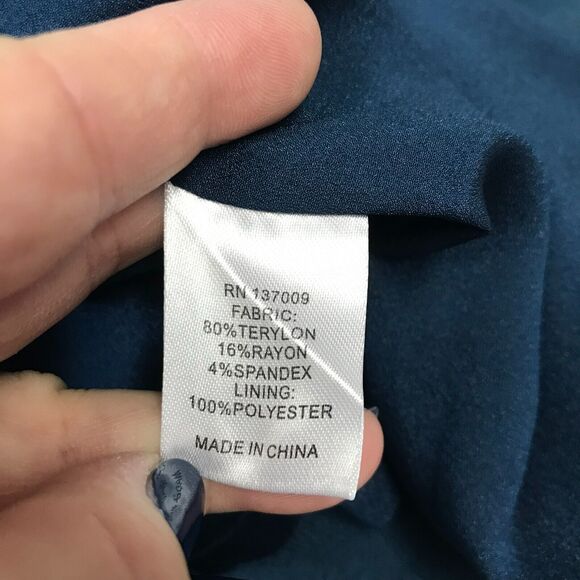 RN 137009
FABRIC:
80%TERYLON
16%RAYON
4%SPANDEX
LINING:
100%POLYESTER
MADE IN CHINA